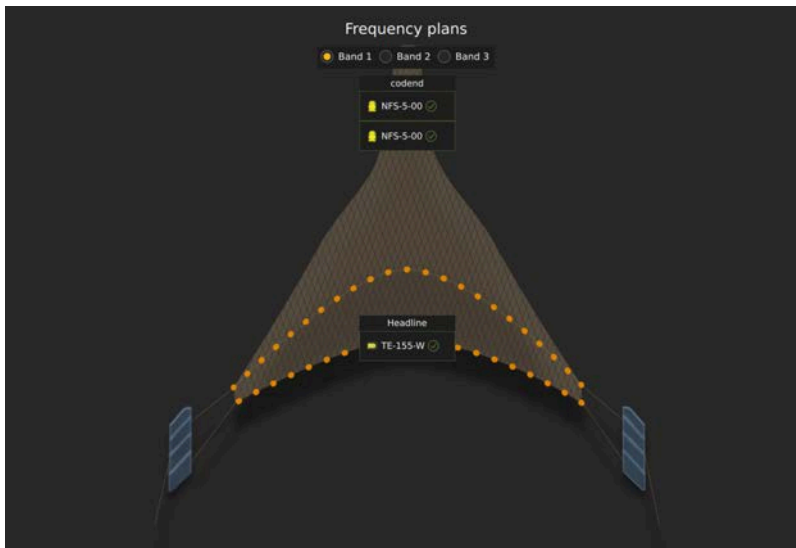 Frequency plans
Band 1 Band 2 Band 3
codend
NFS-5-00
NFS-5-00
Headline
TE-155-W